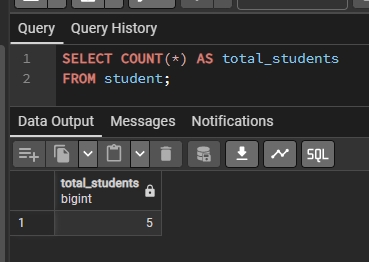 Query Query History
1 SELECT COUNT(*) AS total_students
2 FROM student;
Data Output Messages Notifications
SQL
total_students
bigint
1 5